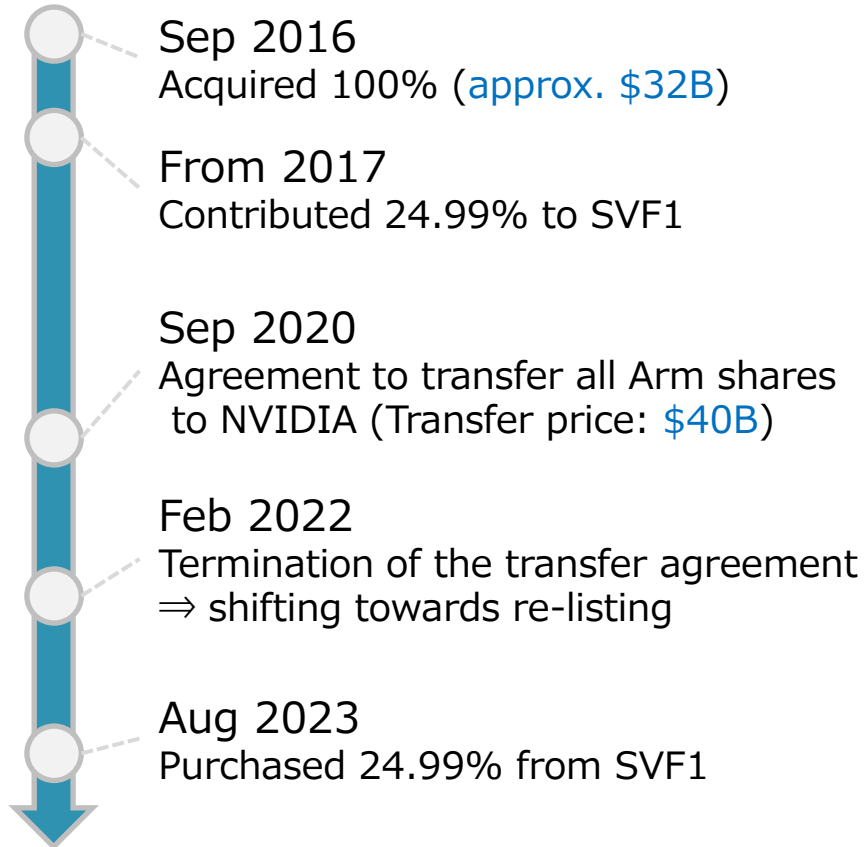 Sep 2016
Acquired 100% (approx. $32B)
From 2017
Contributed 24.99% to SVF1
Sep 2020
Agreement to transfer all Arm shares
to NVIDIA (Transfer price: $40B)
Feb 2022
Termination of the transfer agreement
⇒ shifting towards re-listing
Aug 2023
Purchased 24.99% from SVF1